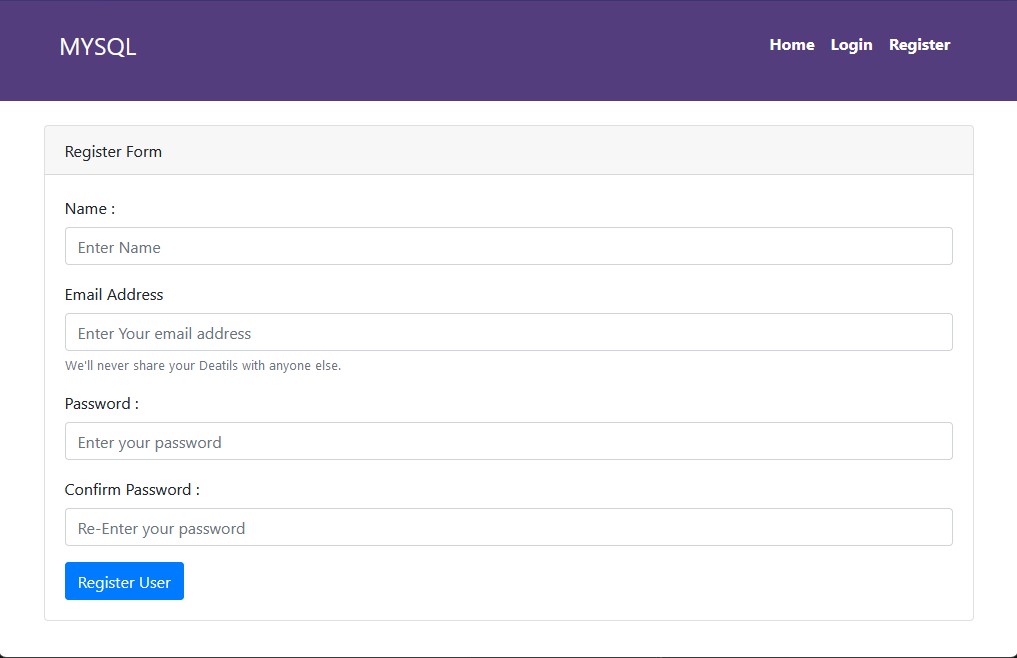 MYSQL
Home Login Register
Register Form
Name :
Enter Name
Email Address
Enter Your email address
We'll never share your Deatils with anyone else.
Password :
Enter your password
Confirm Password :
Re-Enter your password
Register User